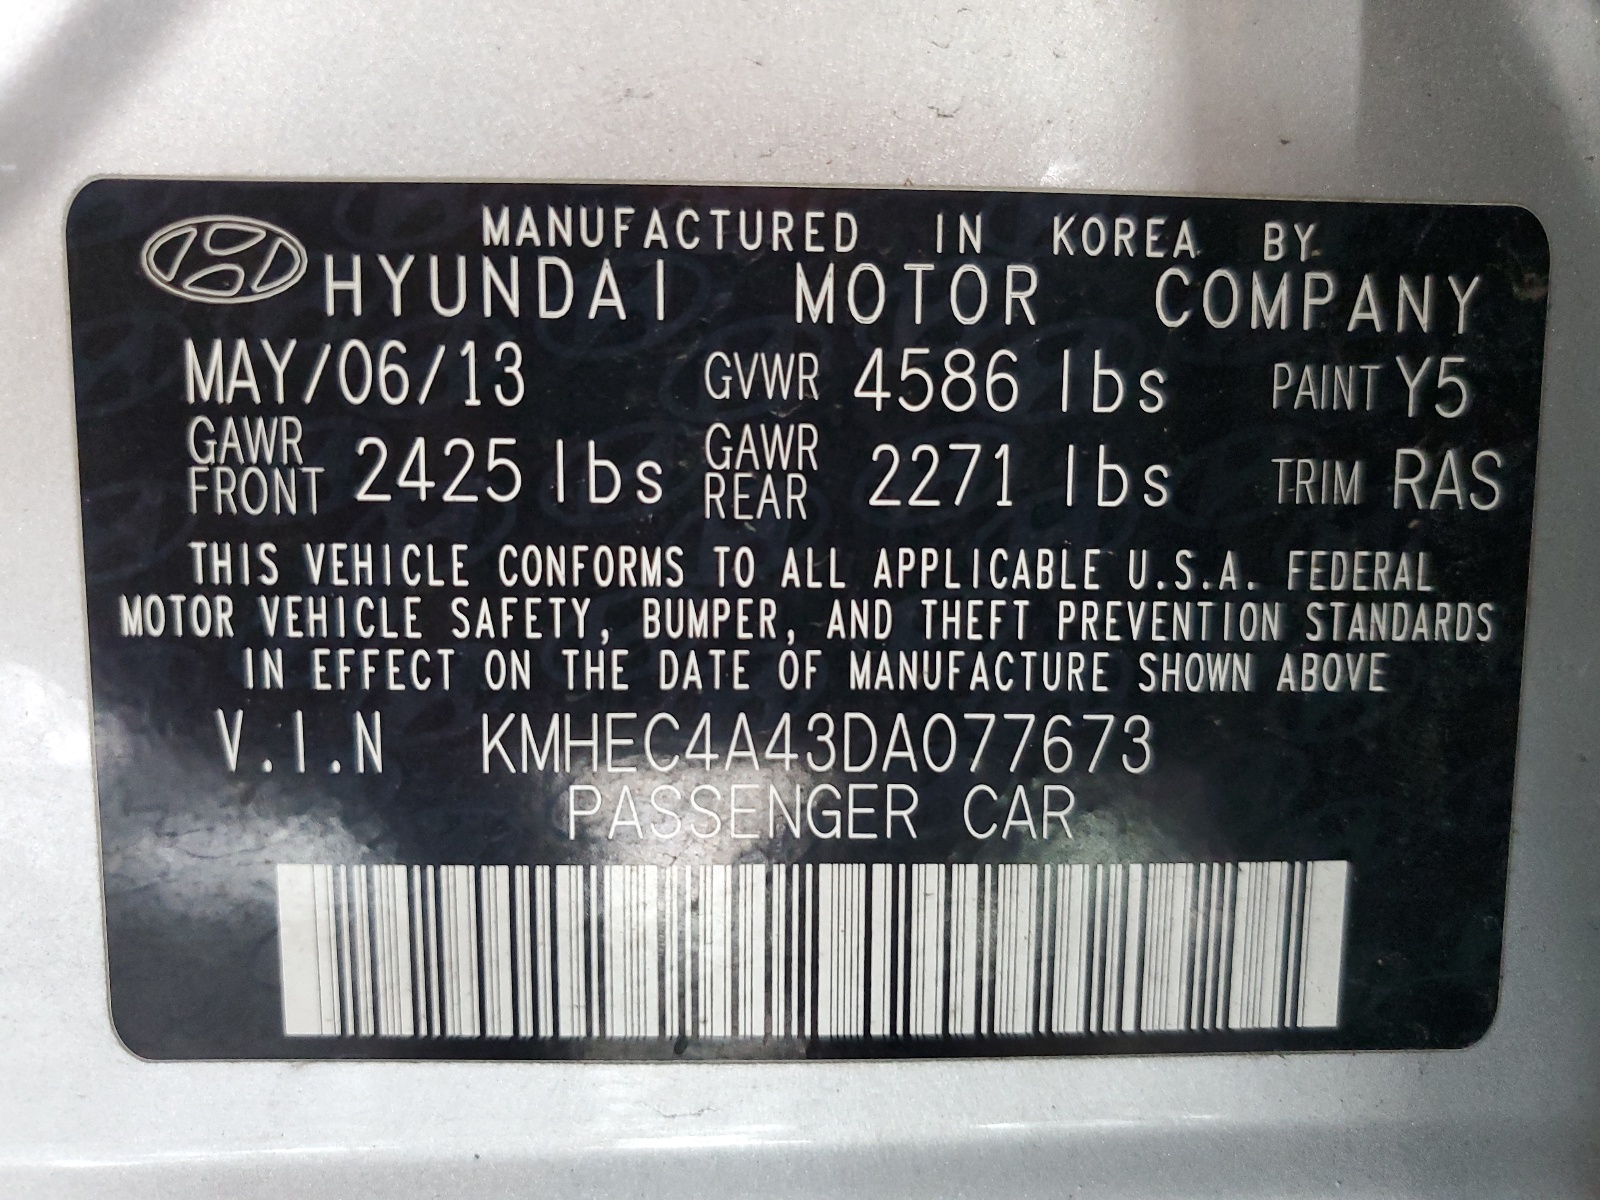 MANUFACTURED IN KOREA BY
HYUNDAI MOTOR COMPANY
MAY/06/13 GVWR 4586 lbs PAINT Y5
GAWR FRONT 2425 lbs GAWR REAR 2271 lbs TRIM RAS
THIS VEHICLE CONFORMS TO ALL APPLICABLE U.S.A. FEDERAL
MOTOR VEHICLE SAFETY, BUMPER, AND THEFT PREVENTION STANDARDS
IN EFFECT ON THE DATE OF MANUFACTURE SHOWN ABOVE
V.I.N KMHEC4A43DA077673
PASSENGER CAR